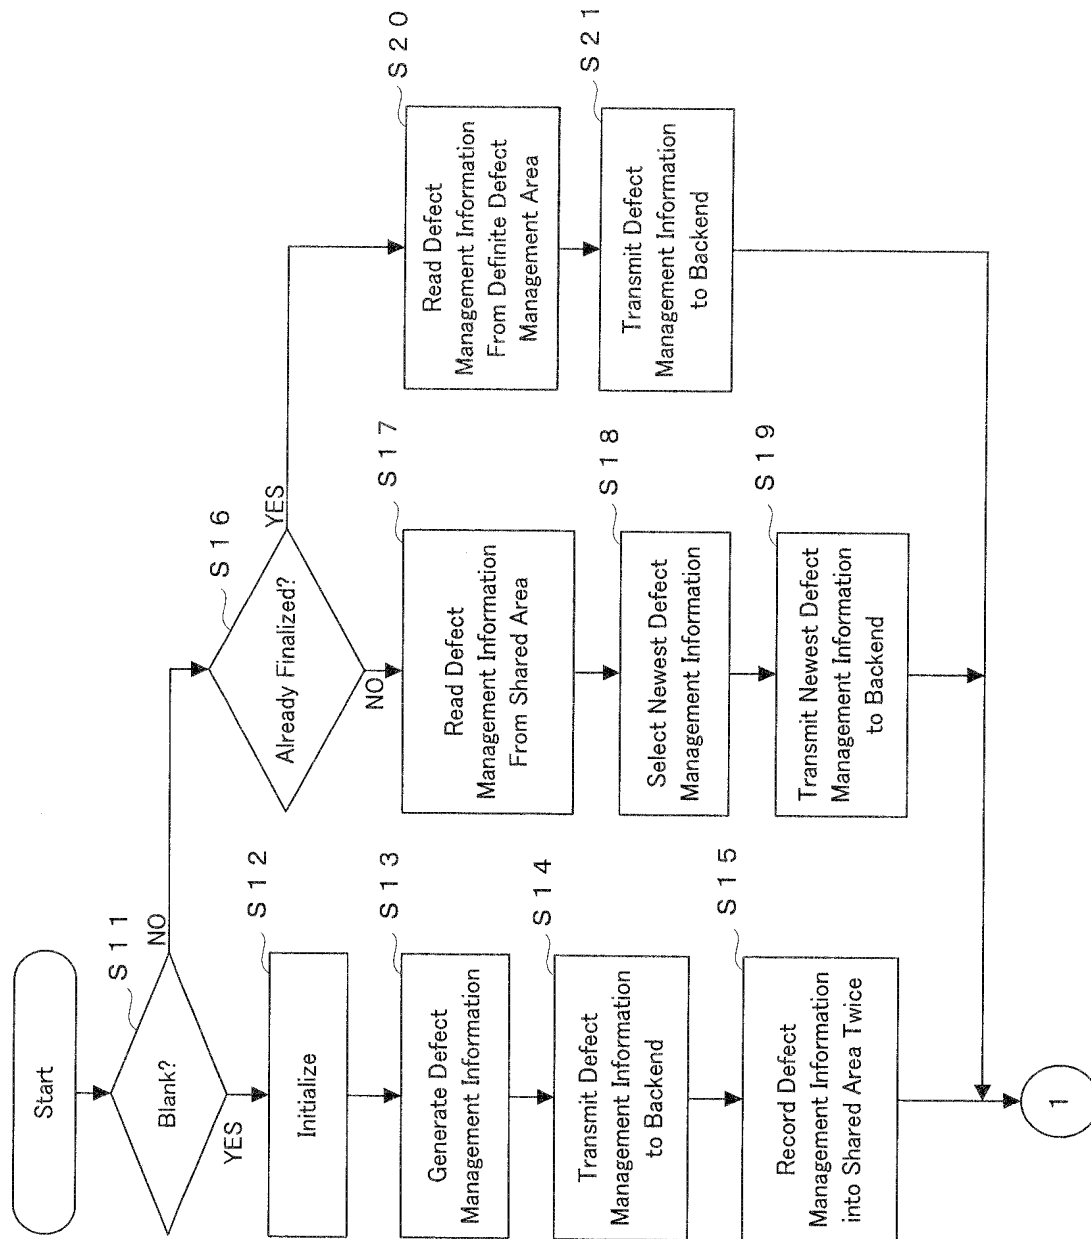 Start
Blank?
S11
NO
YES
Initialize
S12
Generate Defect
Management Information
S13
Transmit Defect
Management Information
to Backend
S14
Record Defect
Management Information
into Shared Area Twice
S15
Already Finalized?
S16
YES
NO
Read Defect
Management Information
From Shared Area
S17
Select Newest Defect
Management Information
S18
Transmit Newest Defect
Management Information
to Backend
S19
Read Defect
Management Information
From Definite Defect
Management Area
S20
Transmit Defect
Management Information
to Backend
S21
1